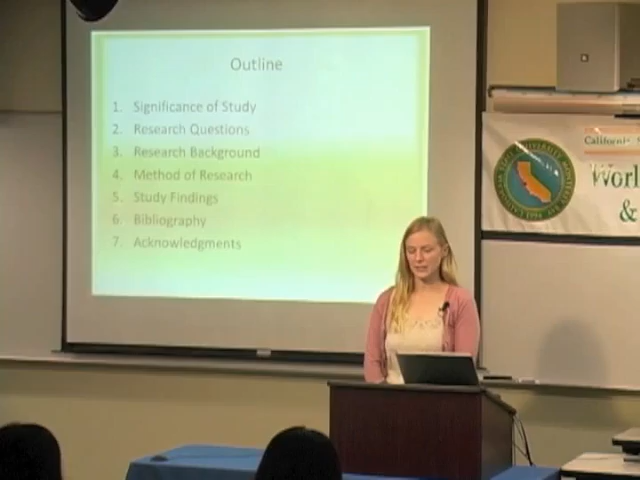 Outline
1. Significance of Study
2. Research Questions
3. Research Background
4. Method of Research
5. Study Findings
6. Bibliography
7. Acknowledgments
California
Worl
&